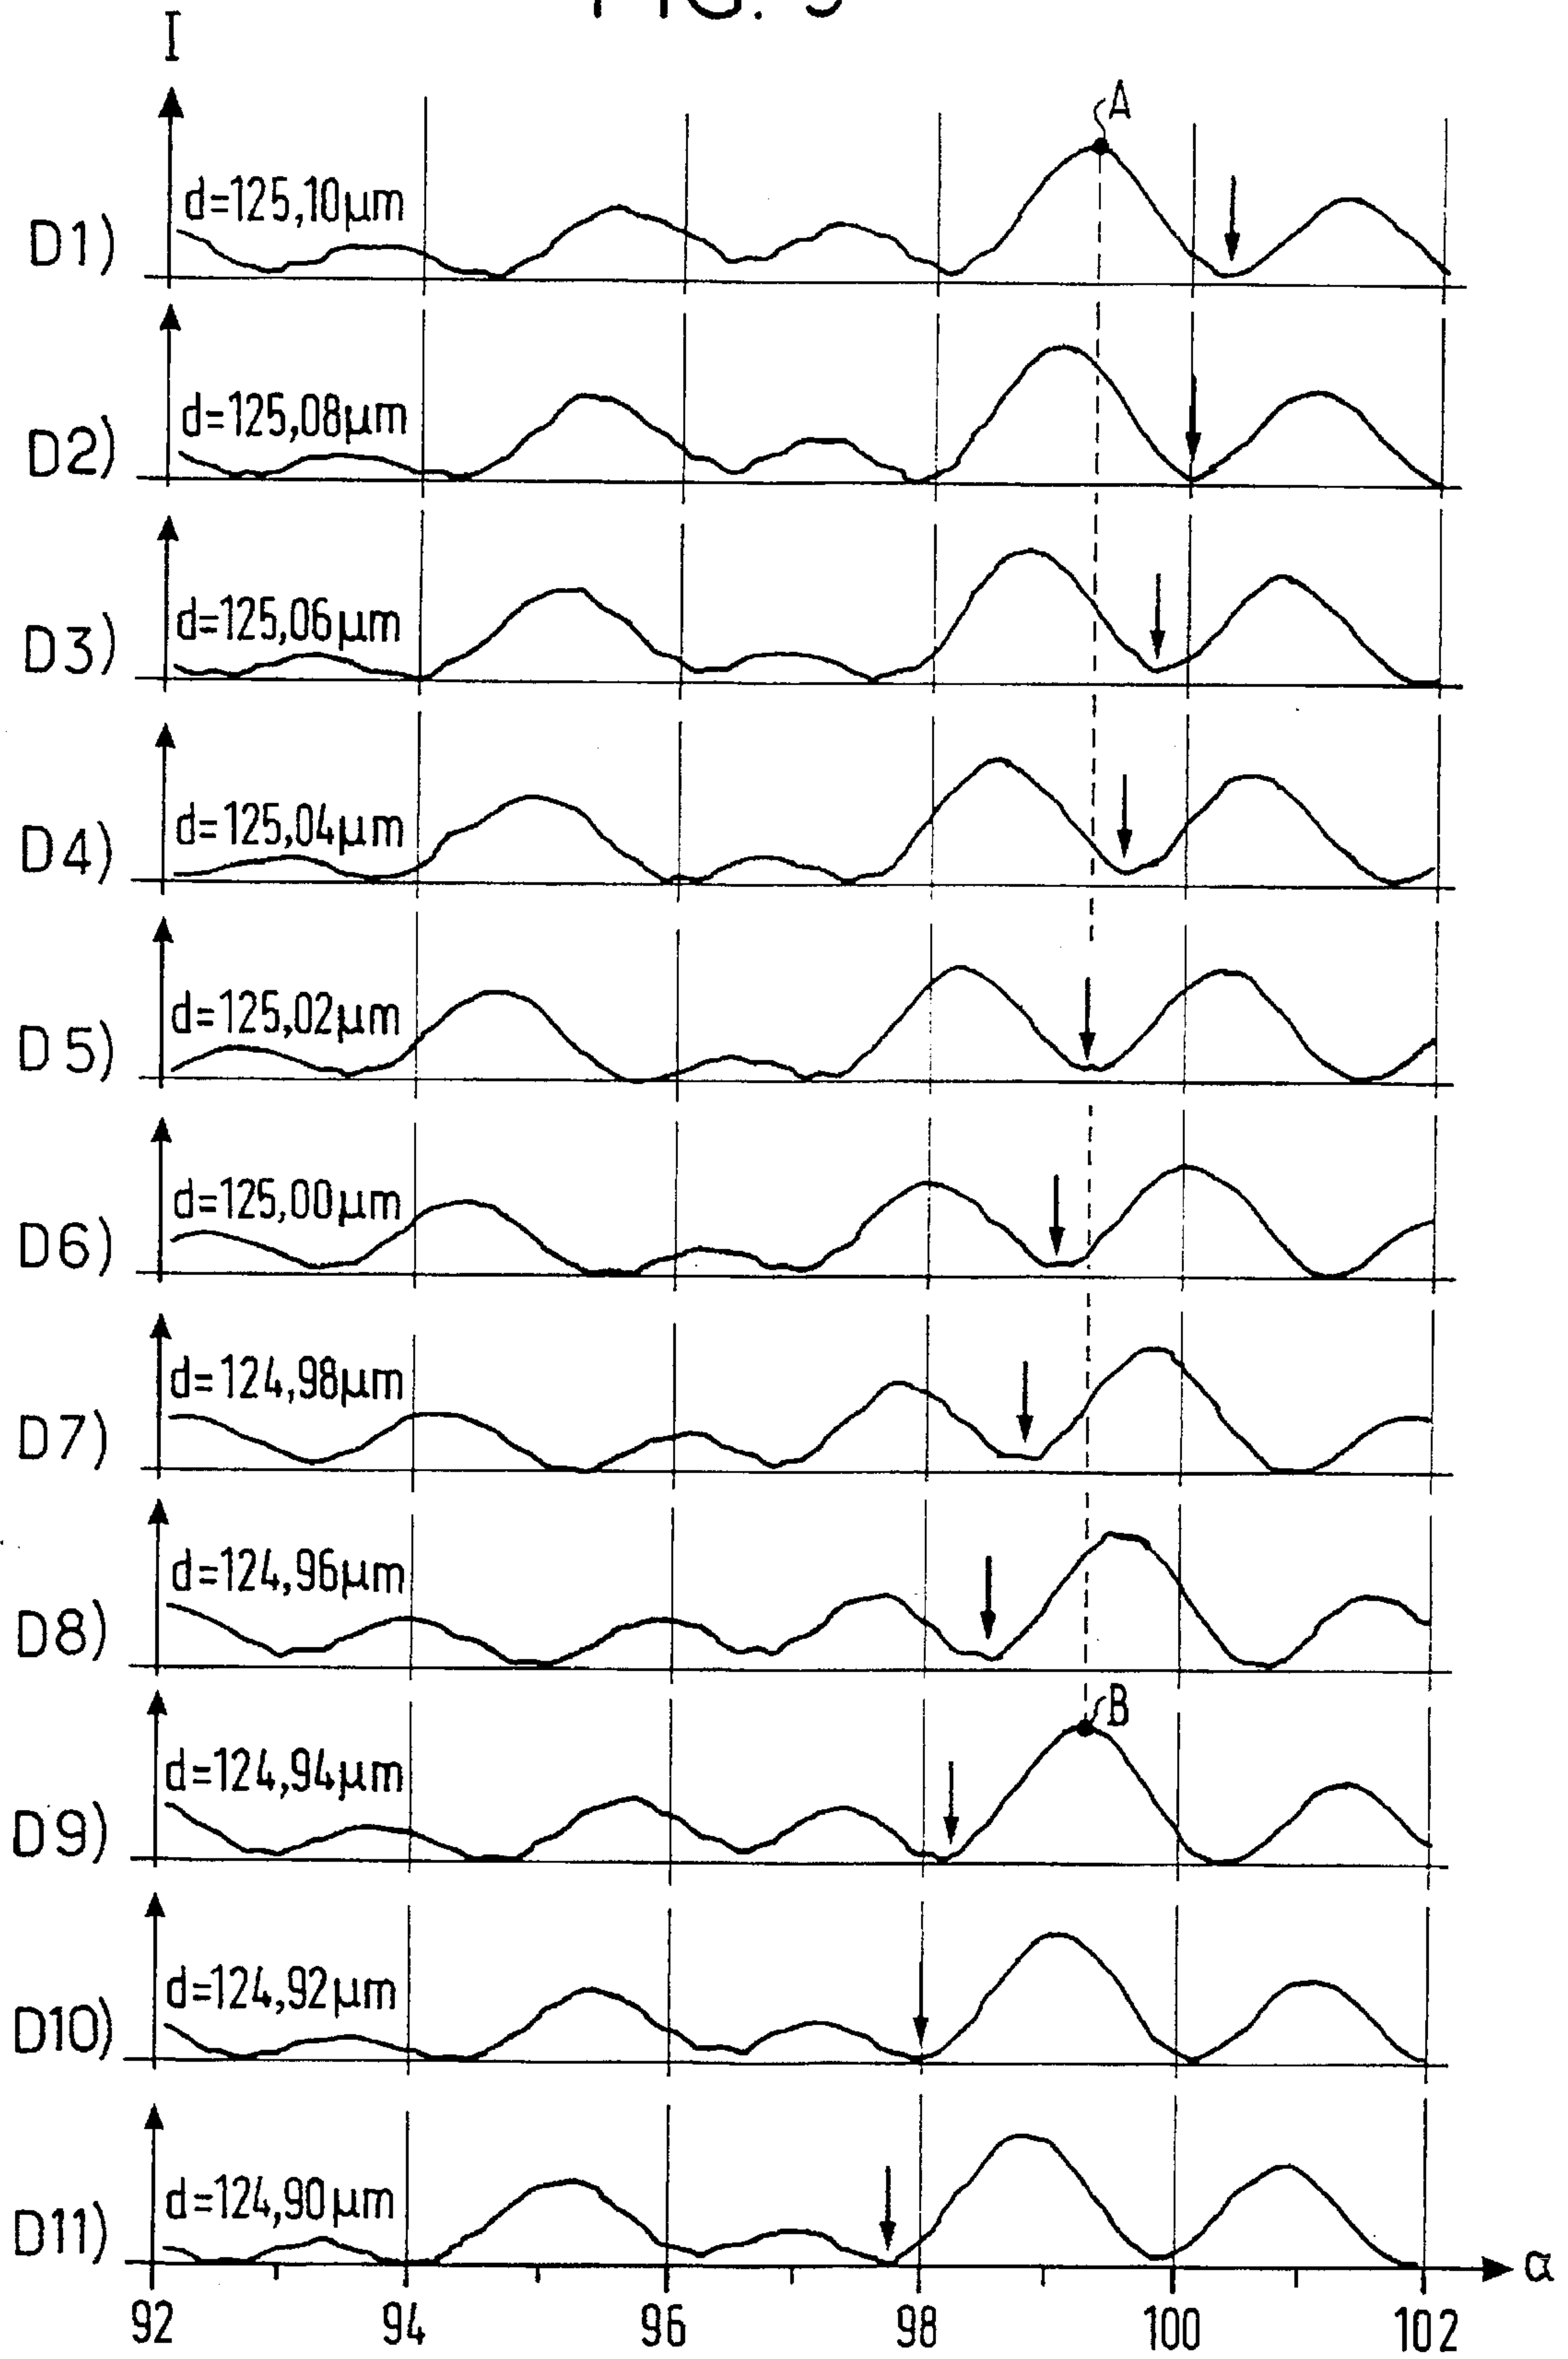 FIG. 9
I
A
D1) d=125,10µm
D2) d=125,08µm
D3) d=125,06µm
D4) d=125,04µm
D5) d=125,02µm
D6) d=125,00µm
D7) d=124,98µm
D8) d=124,96µm
B
D9) d=124,94µm
D10) d=124,92µm
D11) d=124,90µm
α
92 94 96 98 100 102